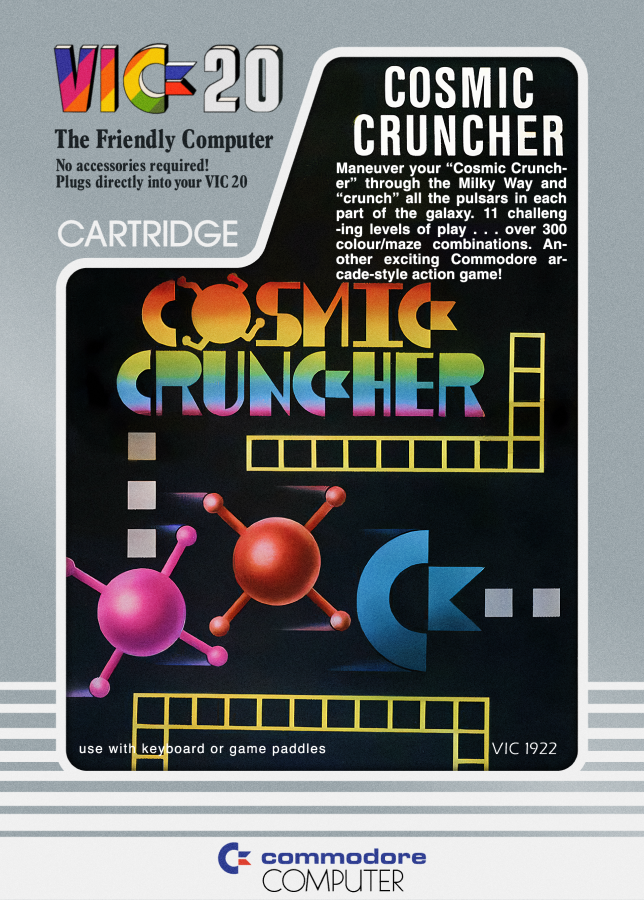 VIC-20
The Friendly Computer
No accessories required!
Plugs directly into your VIC 20
CARTRIDGE
COSMIC
CRUNCHER
Maneuver your “Cosmic Crunch-
er” through the Milky Way and
“crunch” all the pulsars in each
part of the galaxy. 11 challeng
-ing levels of play . . . over 300
colour/maze combinations. An-
other exciting Commodore ar-
cade-style action game!
COSMIC
CRUNCHER
use with keyboard or game paddles
VIC 1922
commodore
COMPUTER